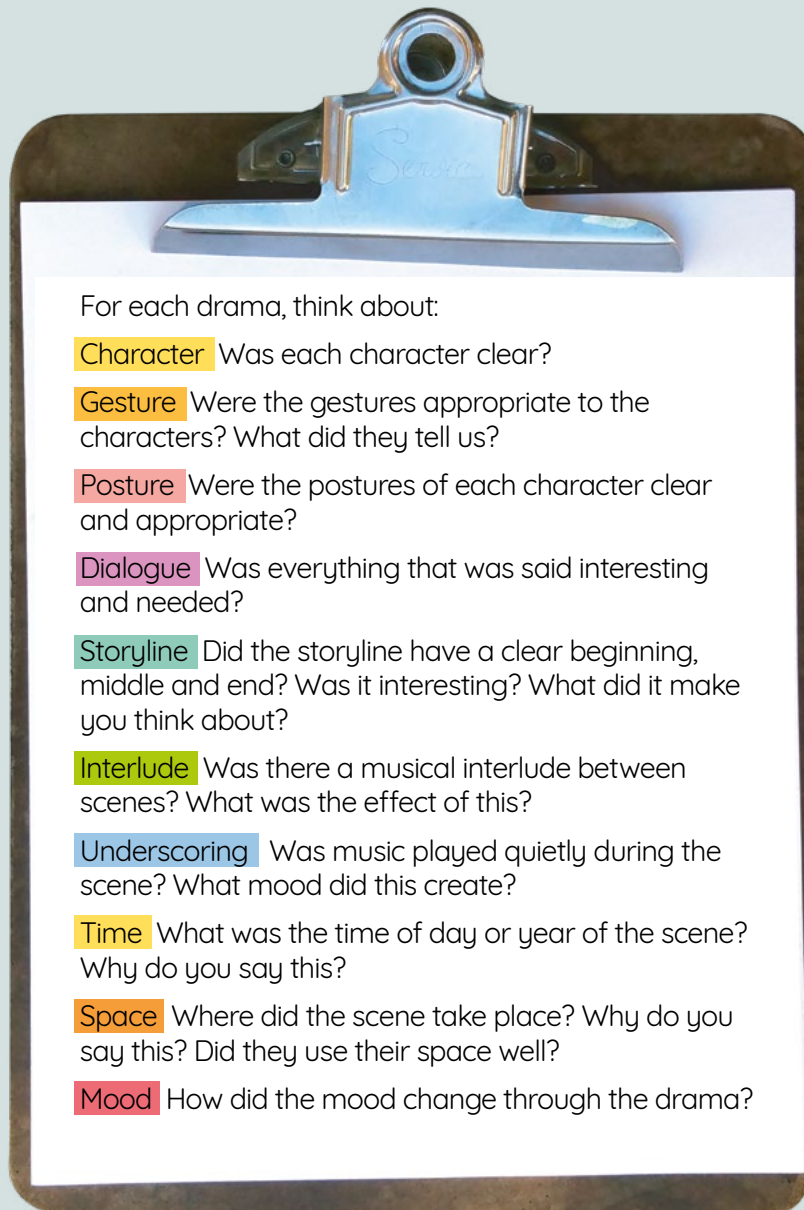 Service
For each drama, think about:
Character Was each character clear?
Gesture Were the gestures appropriate to the
characters? What did they tell us?
Posture Were the postures of each character clear
and appropriate?
Dialogue Was everything that was said interesting
and needed?
Storyline Did the storyline have a clear beginning,
middle and end? Was it interesting? What did it make
you think about?
Interlude Was there a musical interlude between
scenes? What was the effect of this?
Underscoring Was music played quietly during the
scene? What mood did this create?
Time What was the time of day or year of the scene?
Why do you say this?
Space Where did the scene take place? Why do you
say this? Did they use their space well?
Mood How did the mood change through the drama?